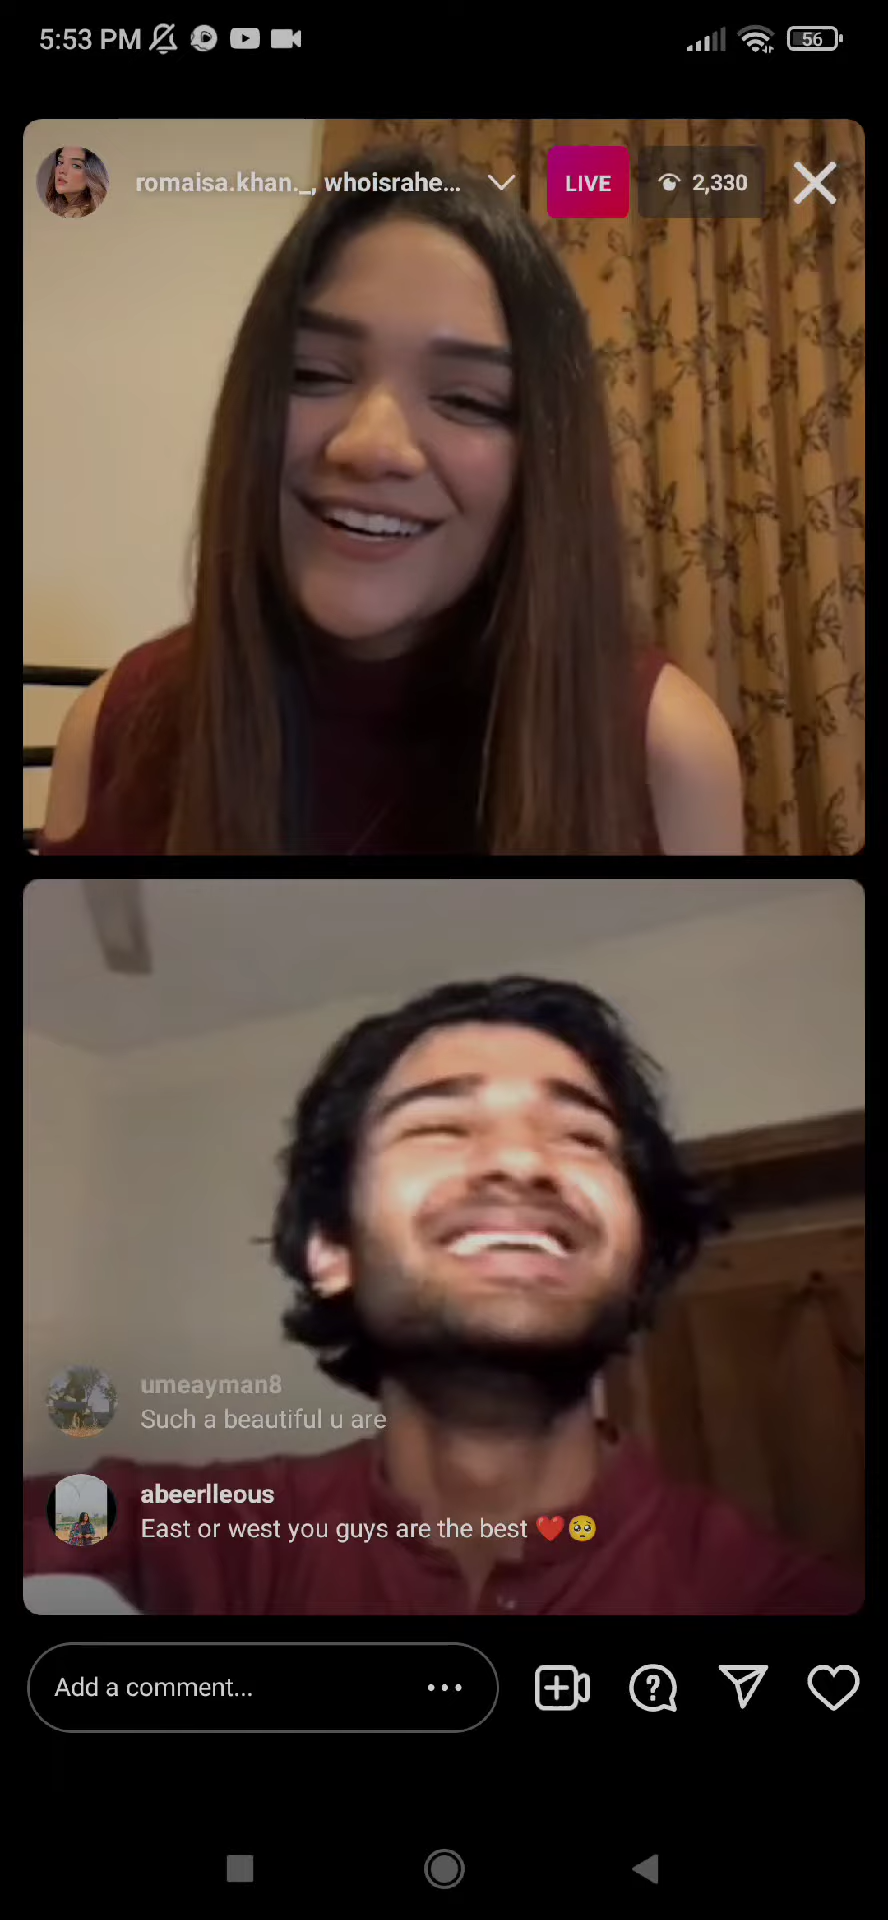 5:53 PM
56
romaisa.khan._, whoisrahe...
LIVE
2,330
umeayman8
Such a beautiful u are
abeerlleous
East or west you guys are the best ❤️🥺
Add a comment...